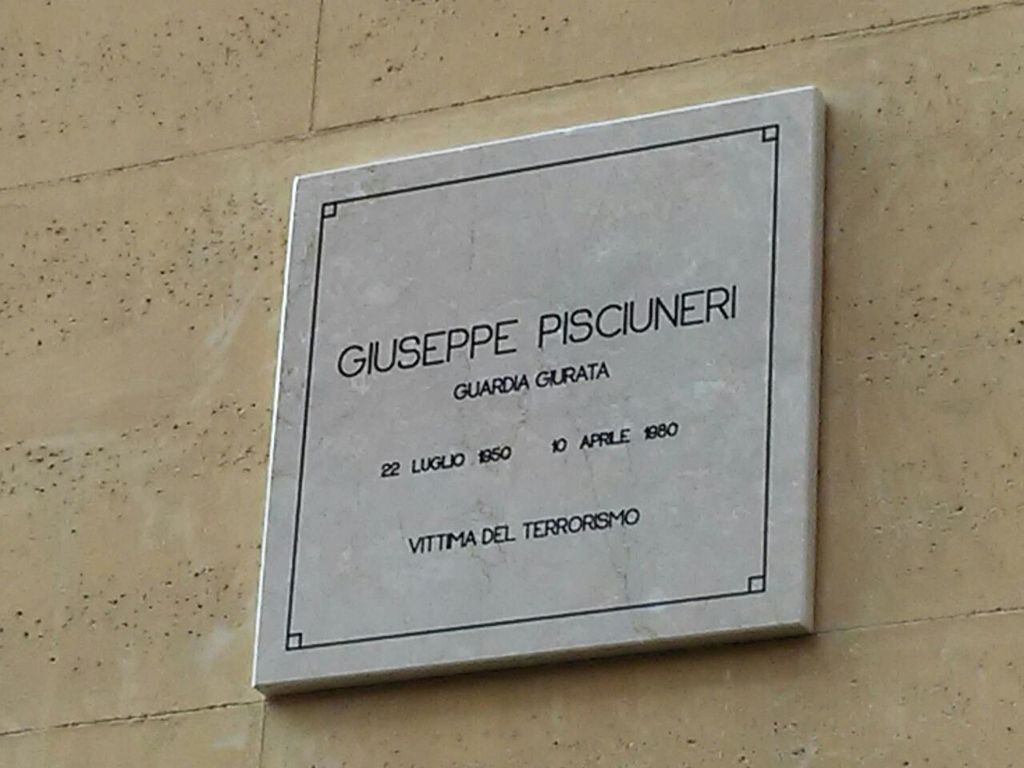 GIUSEPPE PISCIUNERI
GUARDIA GIURATA
22 LUGLIO 1950 10 APRILE 1980
VITTIMA DEL TERRORISMO